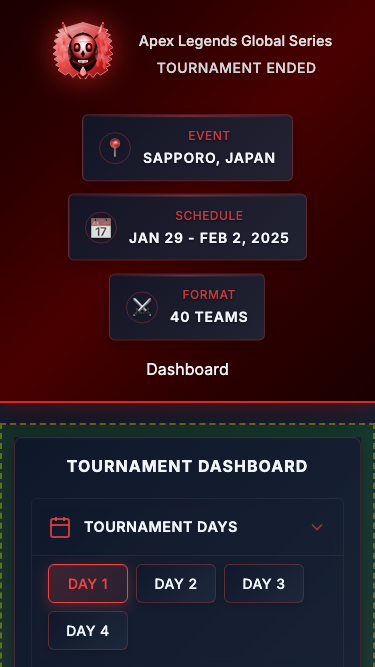 Apex Legends Global Series
TOURNAMENT ENDED
EVENT
SAPPORO, JAPAN
17
SCHEDULE
JAN 29 - FEB 2, 2025
FORMAT
40 TEAMS
Dashboard
TOURNAMENT DASHBOARD
TOURNAMENT DAYS
DAY 1
DAY 2
DAY 3
DAY 4